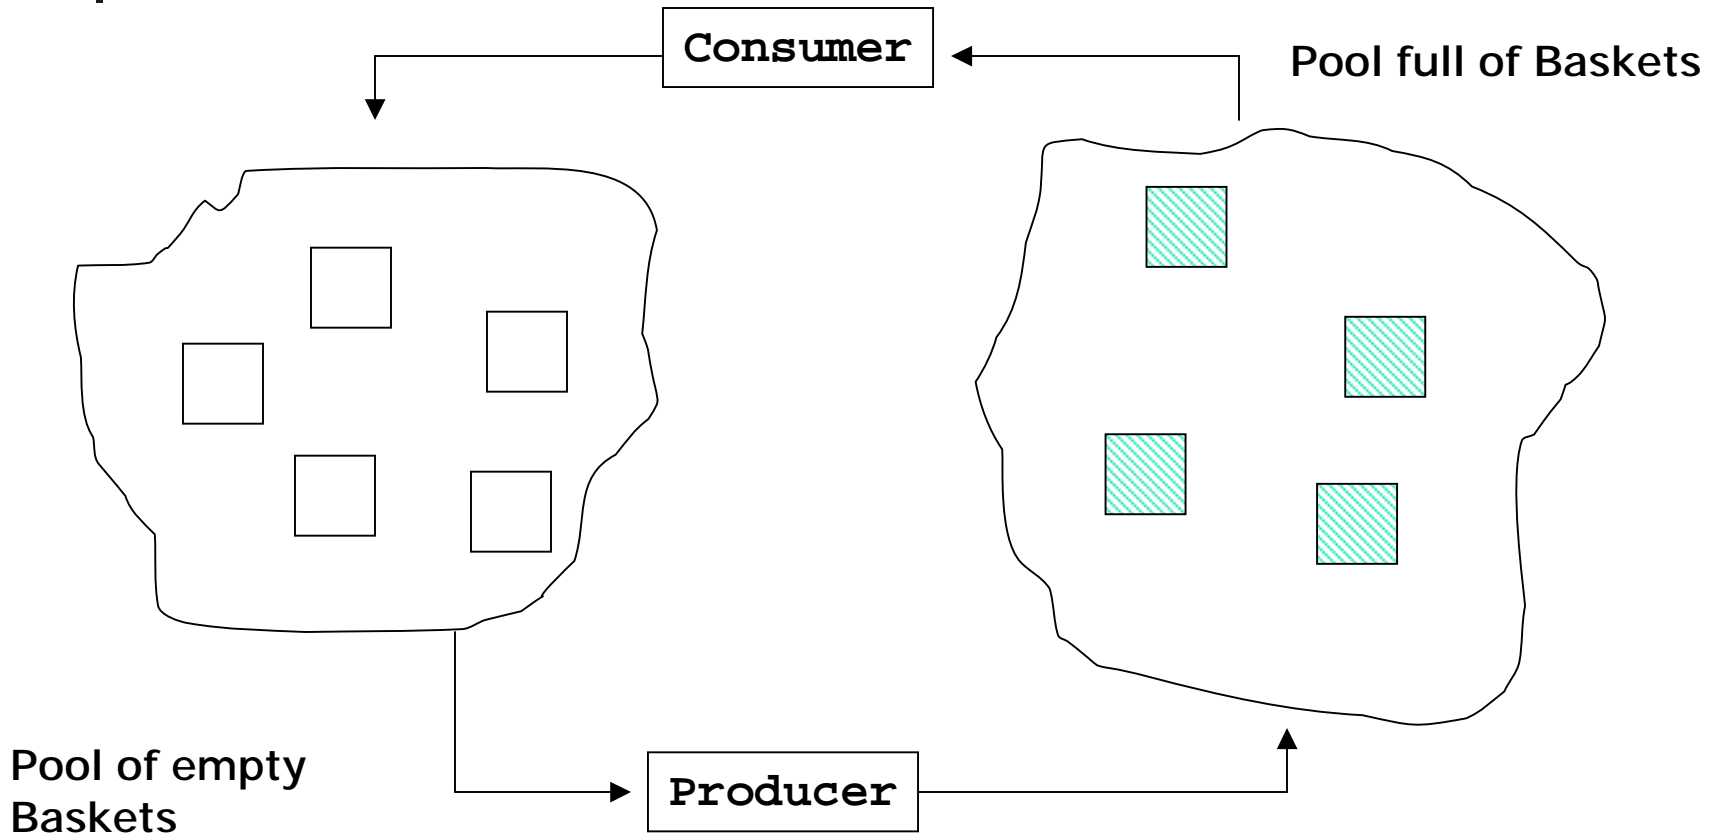 Consumer
Pool full of Baskets
Pool of empty
Baskets
Producer